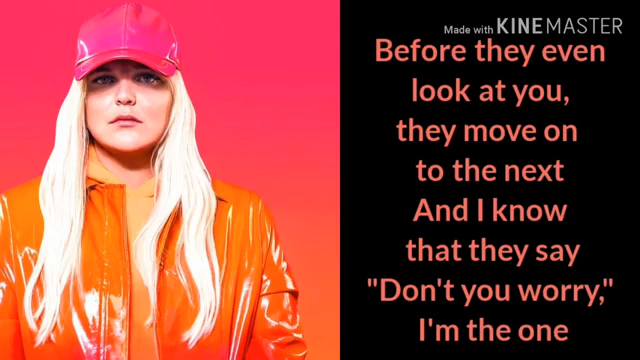 Made with KINEMASTER
Before they even
look at you,
they move on
to the next
And I know
that they say
"Don't you worry,"
I'm the one